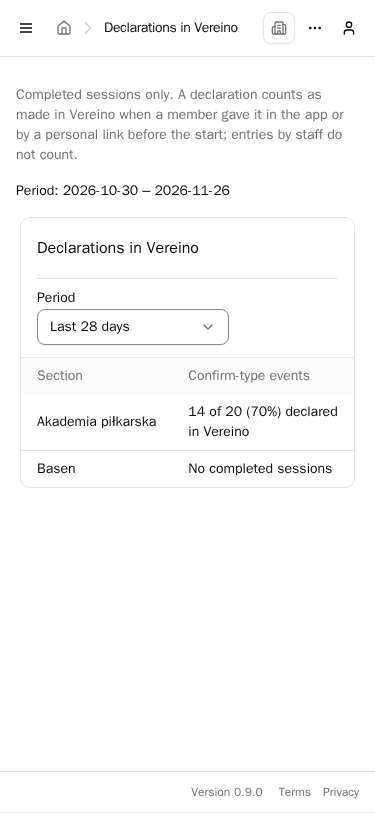 Declarations in Vereino
Completed sessions only. A declaration counts as
made in Vereino when a member gave it in the app or
by a personal link before the start; entries by staff do
not count.
Period: 2026-10-30 – 2026-11-26
Declarations in Vereino
Period
Last 28 days
Section Confirm-type events
Akademia piłkarska 14 of 20 (70%) declared
in Vereino
Basen No completed sessions
Version 0.9.0 Terms Privacy